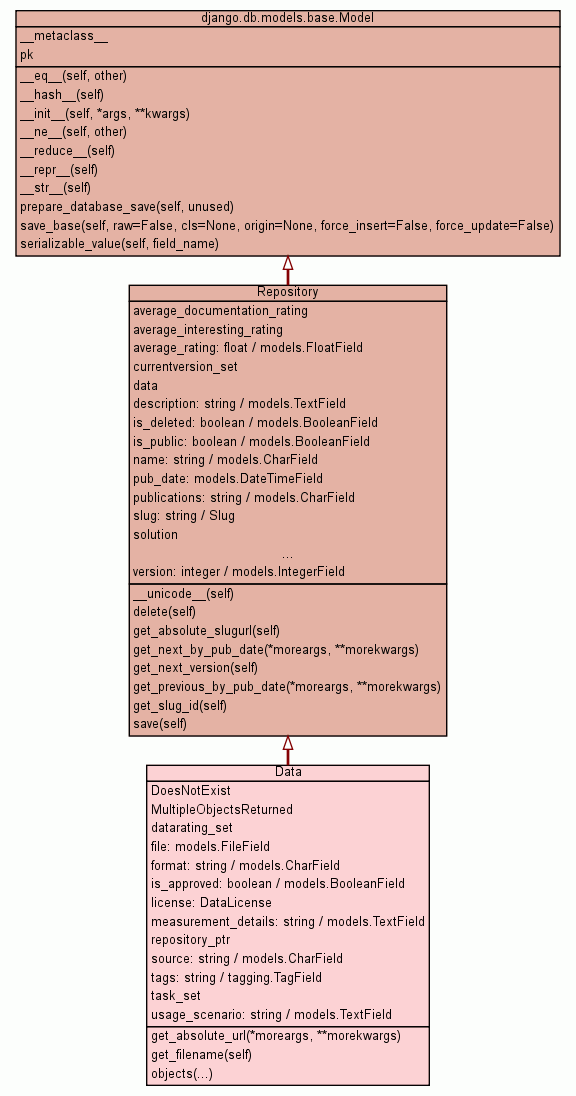 django.db.models.base.Model
__metaclass__
pk
__eq__(self, other)
__hash__(self)
__init__(self, *args, **kwargs)
__ne__(self, other)
__reduce__(self)
__repr__(self)
__str__(self)
prepare_database_save(self, unused)
save_base(self, raw=False, cls=None, origin=None, force_insert=False, force_update=False)
serializable_value(self, field_name)
Repository
average_documentation_rating
average_interesting_rating
average_rating: float / models.FloatField
currentversion_set
data
description: string / models.TextField
is_deleted: boolean / models.BooleanField
is_public: boolean / models.BooleanField
name: string / models.CharField
pub_date: models.DateTimeField
publications: string / models.CharField
slug: string / Slug
solution
...
version: integer / models.IntegerField
__unicode__(self)
delete(self)
get_absolute_slugurl(self)
get_next_by_pub_date(*moreargs, **morekwargs)
get_next_version(self)
get_previous_by_pub_date(*moreargs, **morekwargs)
get_slug_id(self)
save(self)
Data
DoesNotExist
MultipleObjectsReturned
datarating_set
file: models.FileField
format: string / models.CharField
is_approved: boolean / models.BooleanField
license: DataLicense
measurement_details: string / models.TextField
repository_ptr
source: string / models.CharField
tags: string / tagging.TagField
task_set
usage_scenario: string / models.TextField
get_absolute_url(*moreargs, **morekwargs)
get_filename(self)
objects(...)